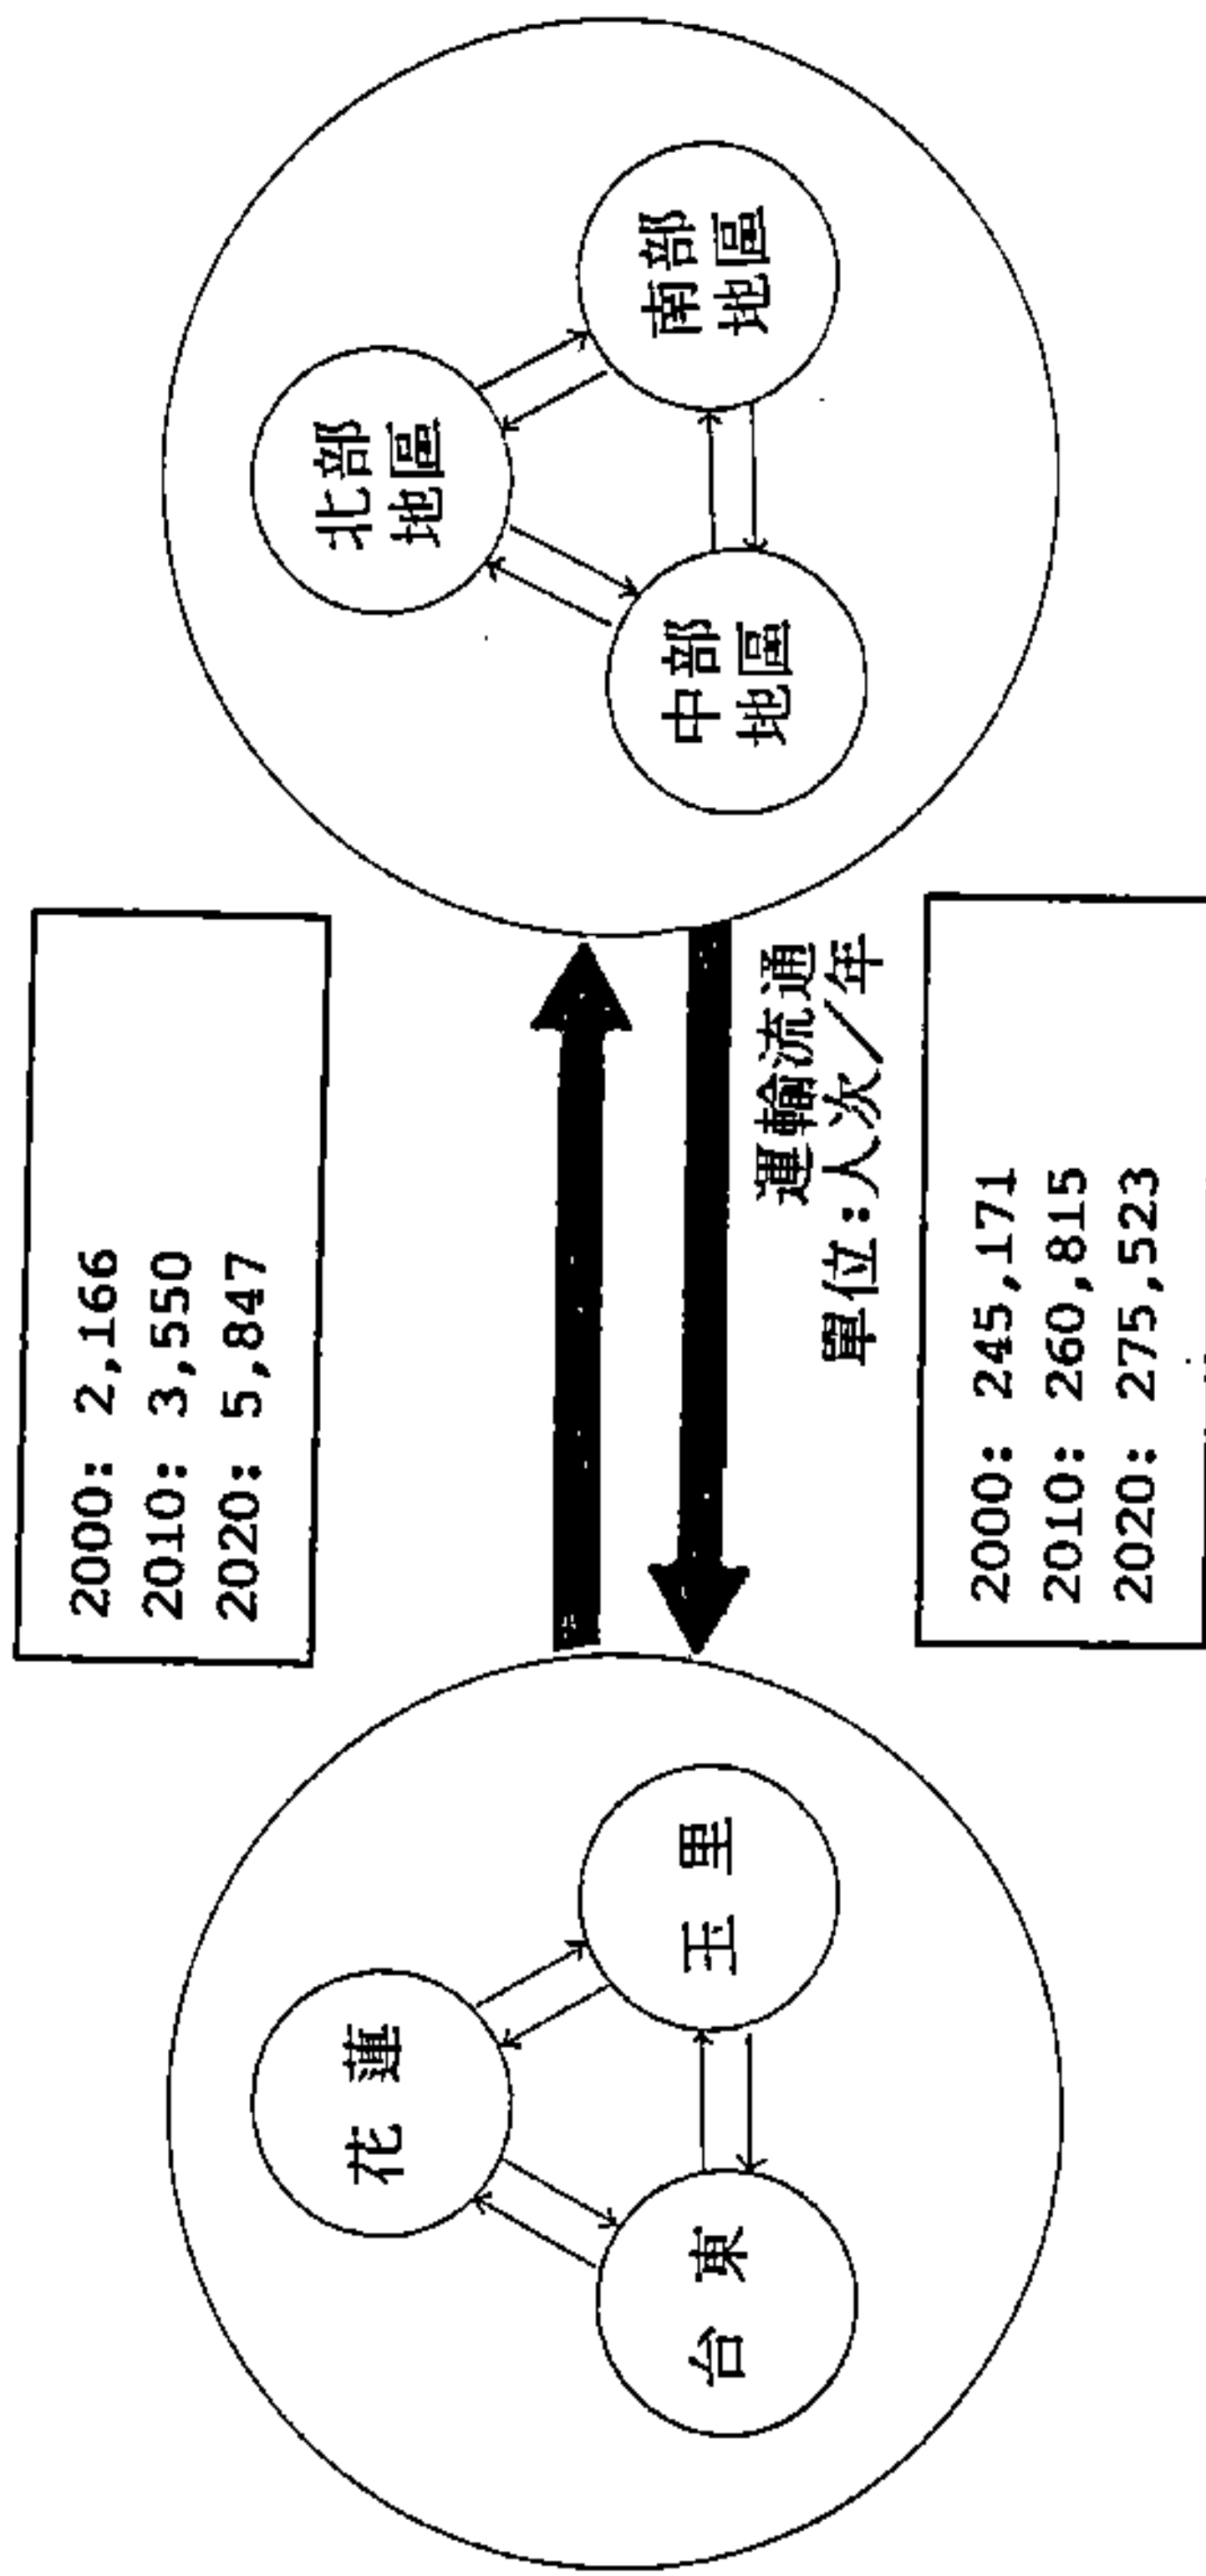 2000: 2,166
2010: 3,550
2020: 5,847
花蓮
台東
玉里
北部
地區
中部
地區
南部
地區
運輸流通
單位:人次/年
2000: 245,171
2010: 260,815
2020: 275,523